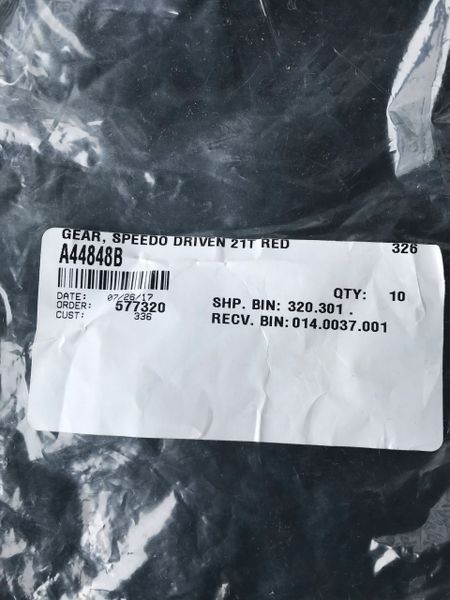 GEAR, SPEEDO DRIVEN 21T RED 326
A44848B
QTY: 10
DATE: 07/28/17
ORDER: 577320
CUST: 336
SHP. BIN: 320.301 .
RECV. BIN: 014.0037.001